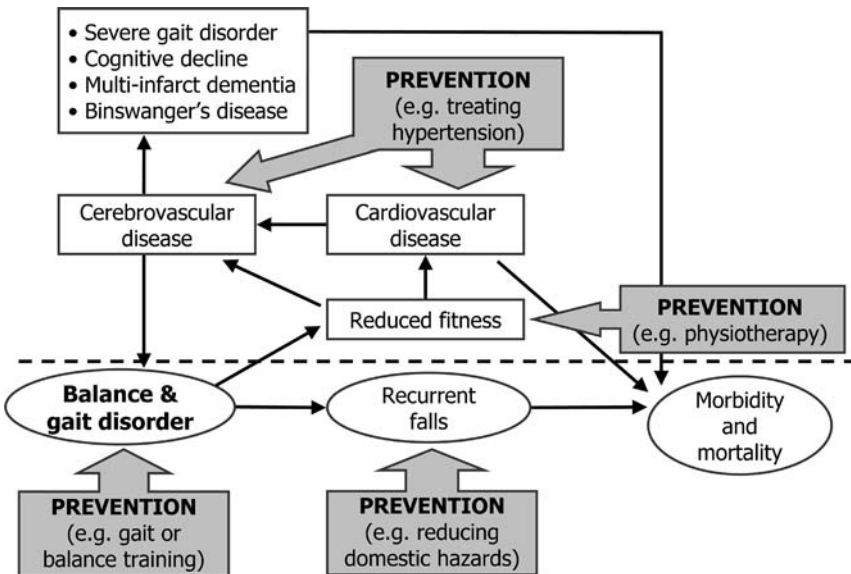 • Severe gait disorder
• Cognitive decline
• Multi-infarct dementia
• Binswanger’s disease
PREVENTION
(e.g. treating
hypertension)
Cerebrovascular
disease
Cardiovascular
disease
Reduced fitness
PREVENTION
(e.g. physiotherapy)
Balance &
gait disorder
Recurrent
falls
Morbidity
and
mortality
PREVENTION
(e.g. gait or
balance training)
PREVENTION
(e.g. reducing
domestic hazards)